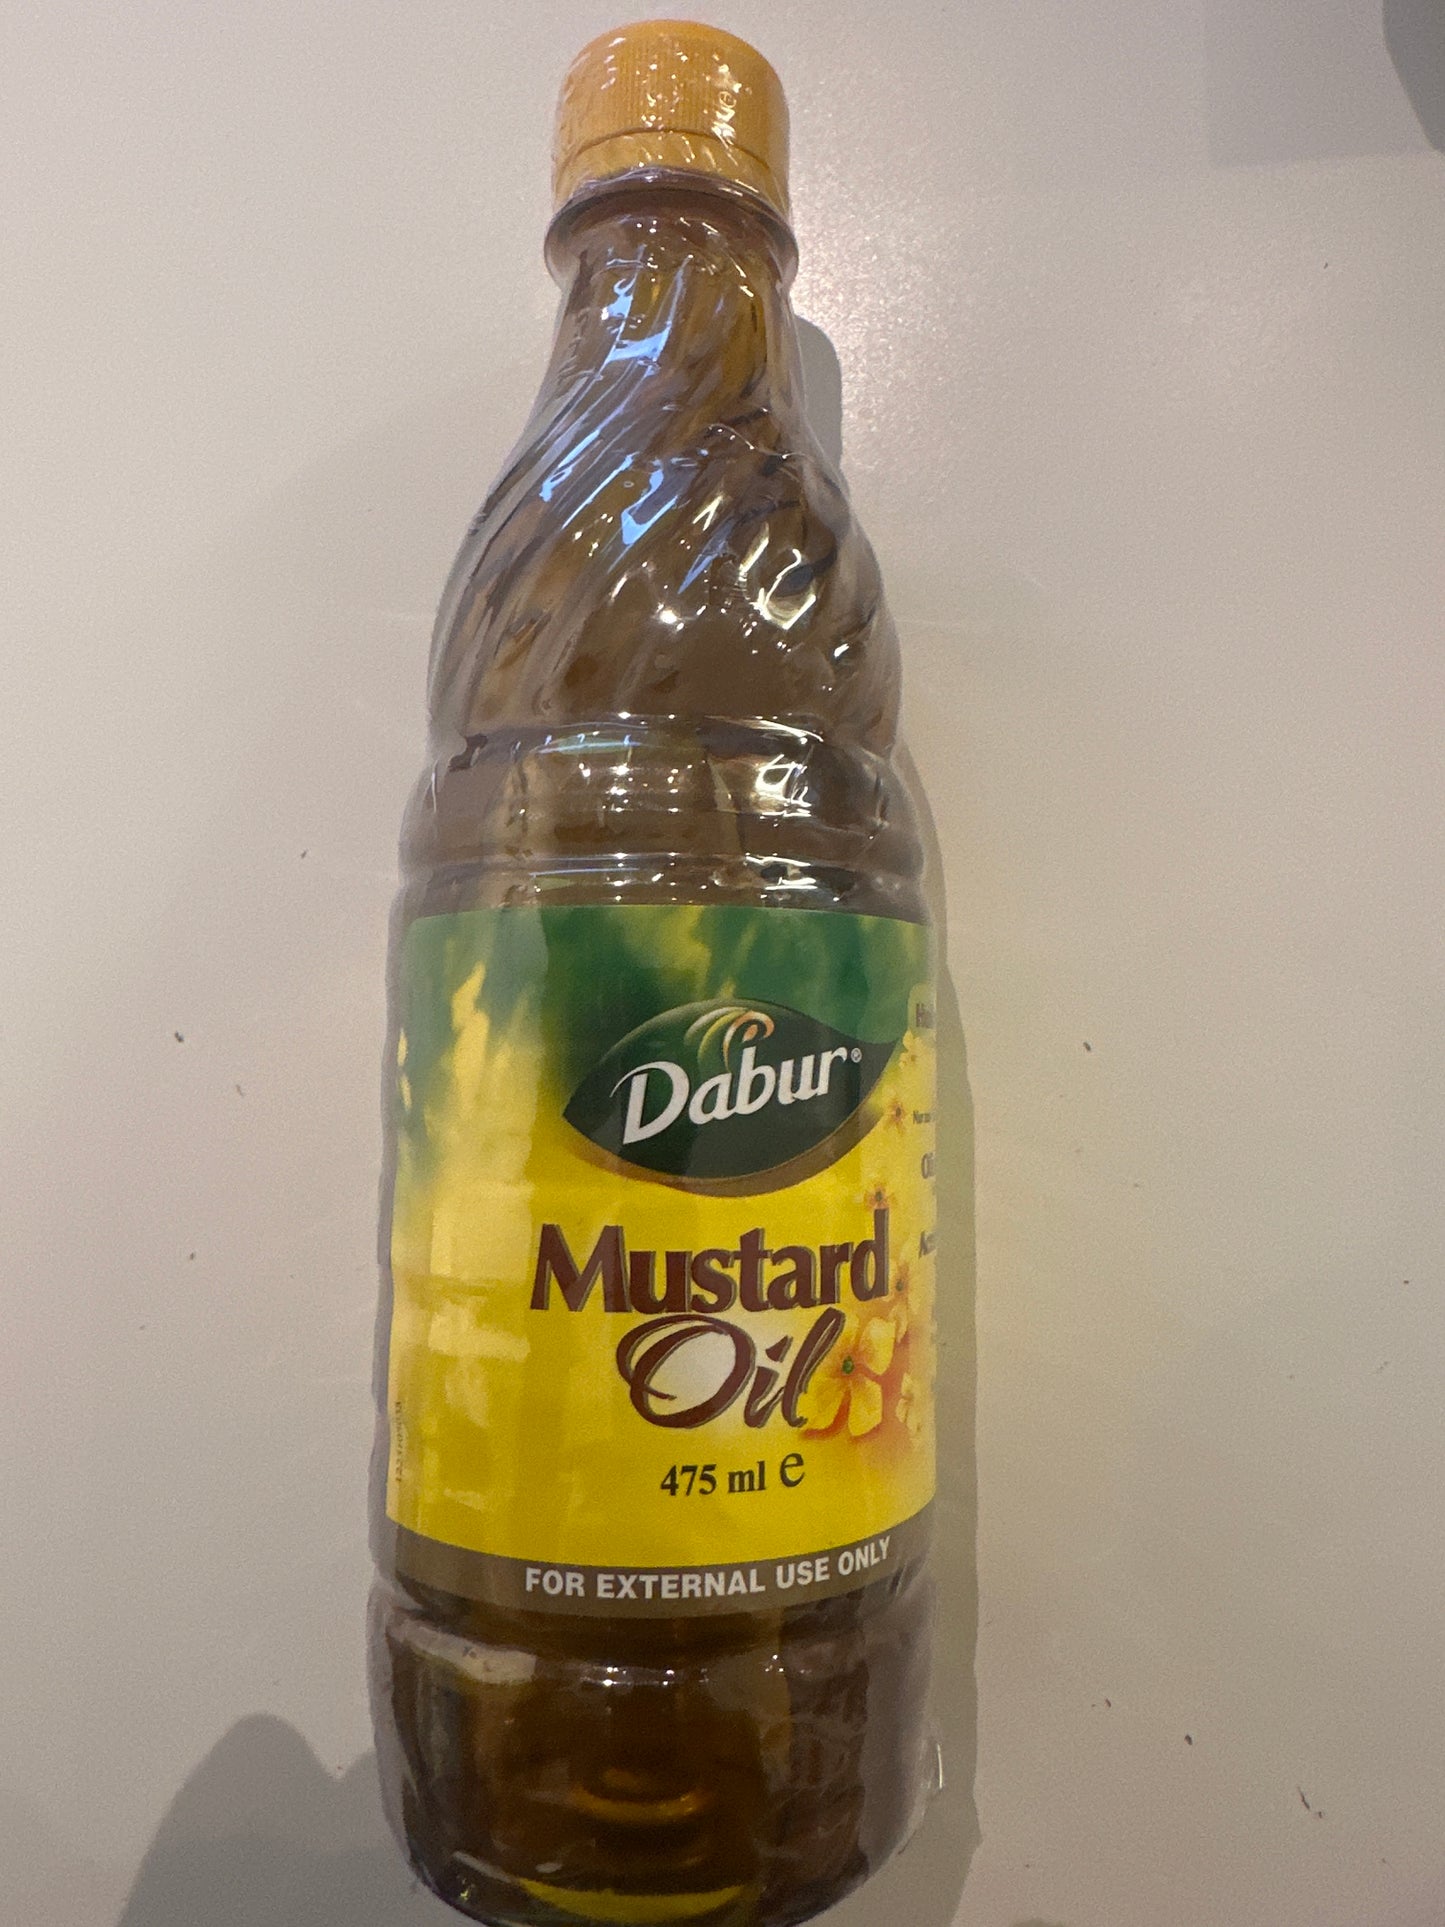 Dabur®
Mustard
Oil
475 ml e
FOR EXTERNAL USE ONLY